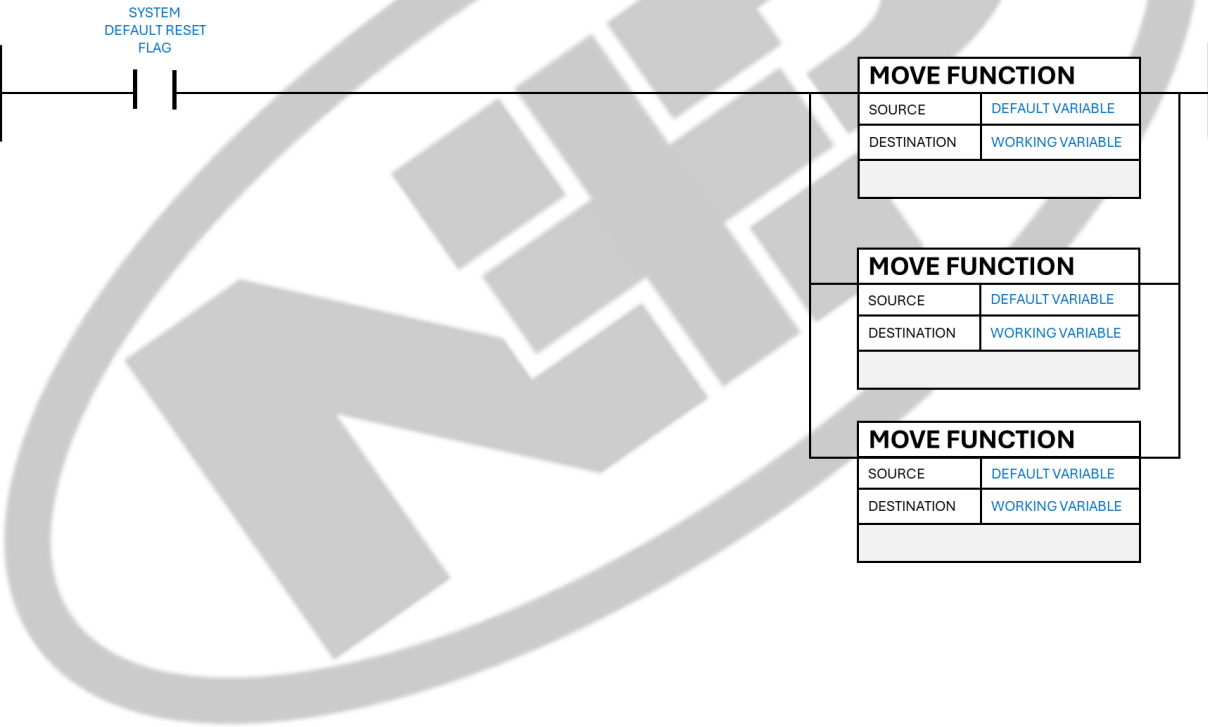 SYSTEM
DEFAULT RESET
FLAG
MOVE FUNCTION
SOURCE DEFAULT VARIABLE
DESTINATION WORKING VARIABLE
MOVE FUNCTION
SOURCE DEFAULT VARIABLE
DESTINATION WORKING VARIABLE
MOVE FUNCTION
SOURCE DEFAULT VARIABLE
DESTINATION WORKING VARIABLE